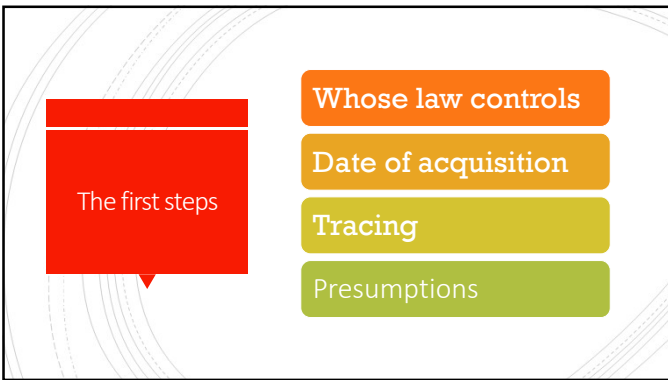 The first steps
Whose law controls
Date of acquisition
Tracing
Presumptions